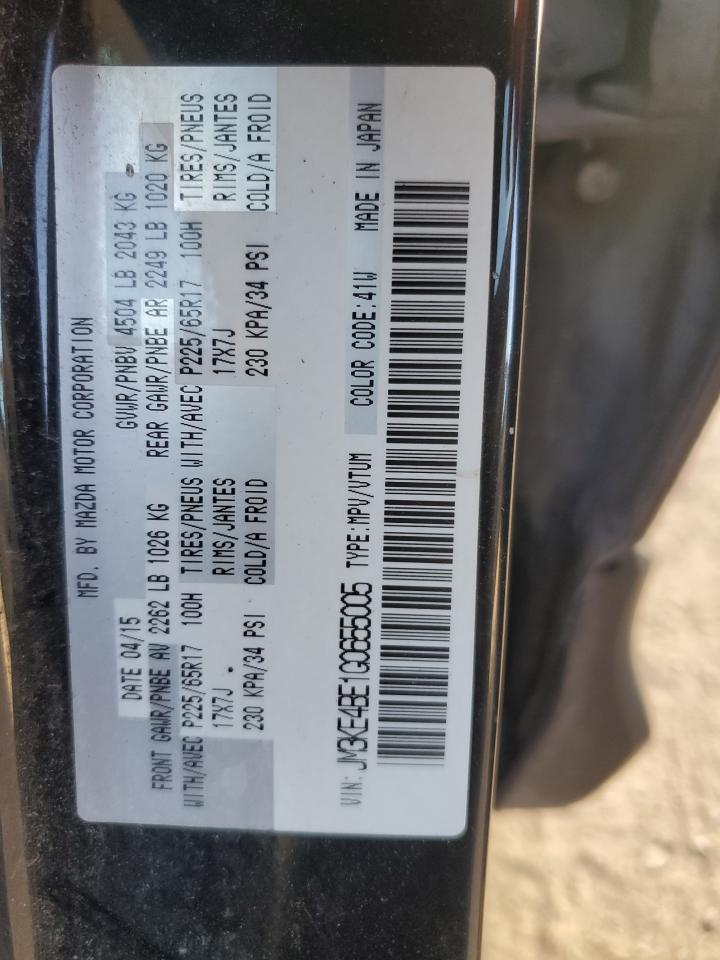 MFD. BY MAZDA MOTOR CORPORATION
DATE 04/15 GVWR/PNBV 4504 LB 2043 KG
FRONT GAWR/PNBE AV 2262 LB 1026 KG REAR GAWR/PNBE AR 2249 LB 1020 KG
WITH/AVEC P225/65R17 100H TIRES/PNEUS WITH/AVEC P225/65R17 100H TIRES/PNEUS
17X7J RIMS/JANTES 17X7J RIMS/JANTES
230 KPA/34 PSI COLD/A FROID 230 KPA/34 PSI COLD/A FROID
VIN: JM3KE4BE1G0655005 TYPE:MPV/VTUM COLOR CODE:41W MADE IN JAPAN